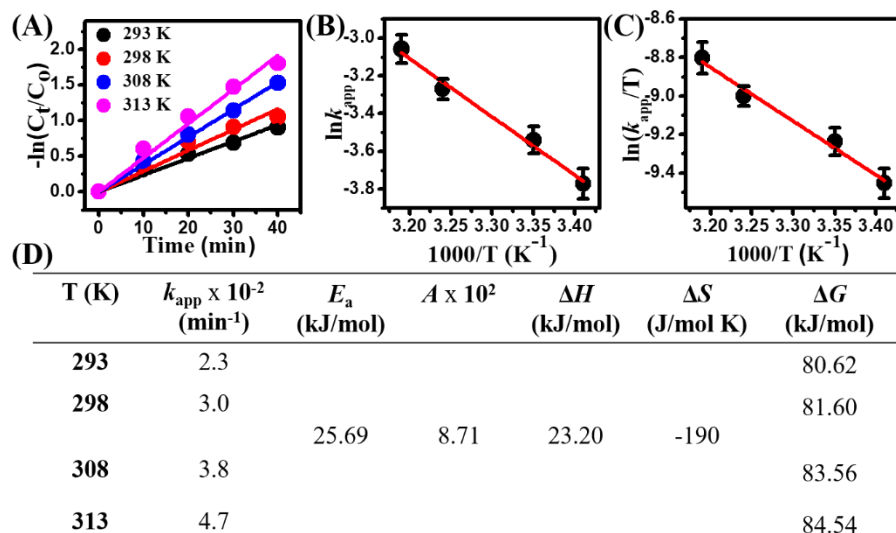 (A)
-ln(Cₜ/C₀)
2.0
1.5
1.0
0.5
0.0
293 K
298 K
308 K
313 K
0 10 20 30 40
Time (min)
(B)
lnkapp
-3.0
-3.2
-3.4
-3.6
-3.8
3.20 3.25 3.30 3.35 3.40
1000/T (K⁻¹)
(C)
ln(kapp/T)
-8.6
-8.8
-9.0
-9.2
-9.4
3.20 3.25 3.30 3.35 3.40
1000/T (K⁻¹)
(D)
T (K) kapp x 10⁻² (min⁻¹) Eₐ (kJ/mol) A x 10² ΔH (kJ/mol) ΔS (J/mol K) ΔG (kJ/mol)
293 2.3 80.62
298 3.0 81.60
25.69 8.71 23.20 -190
308 3.8 83.56
313 4.7 84.54